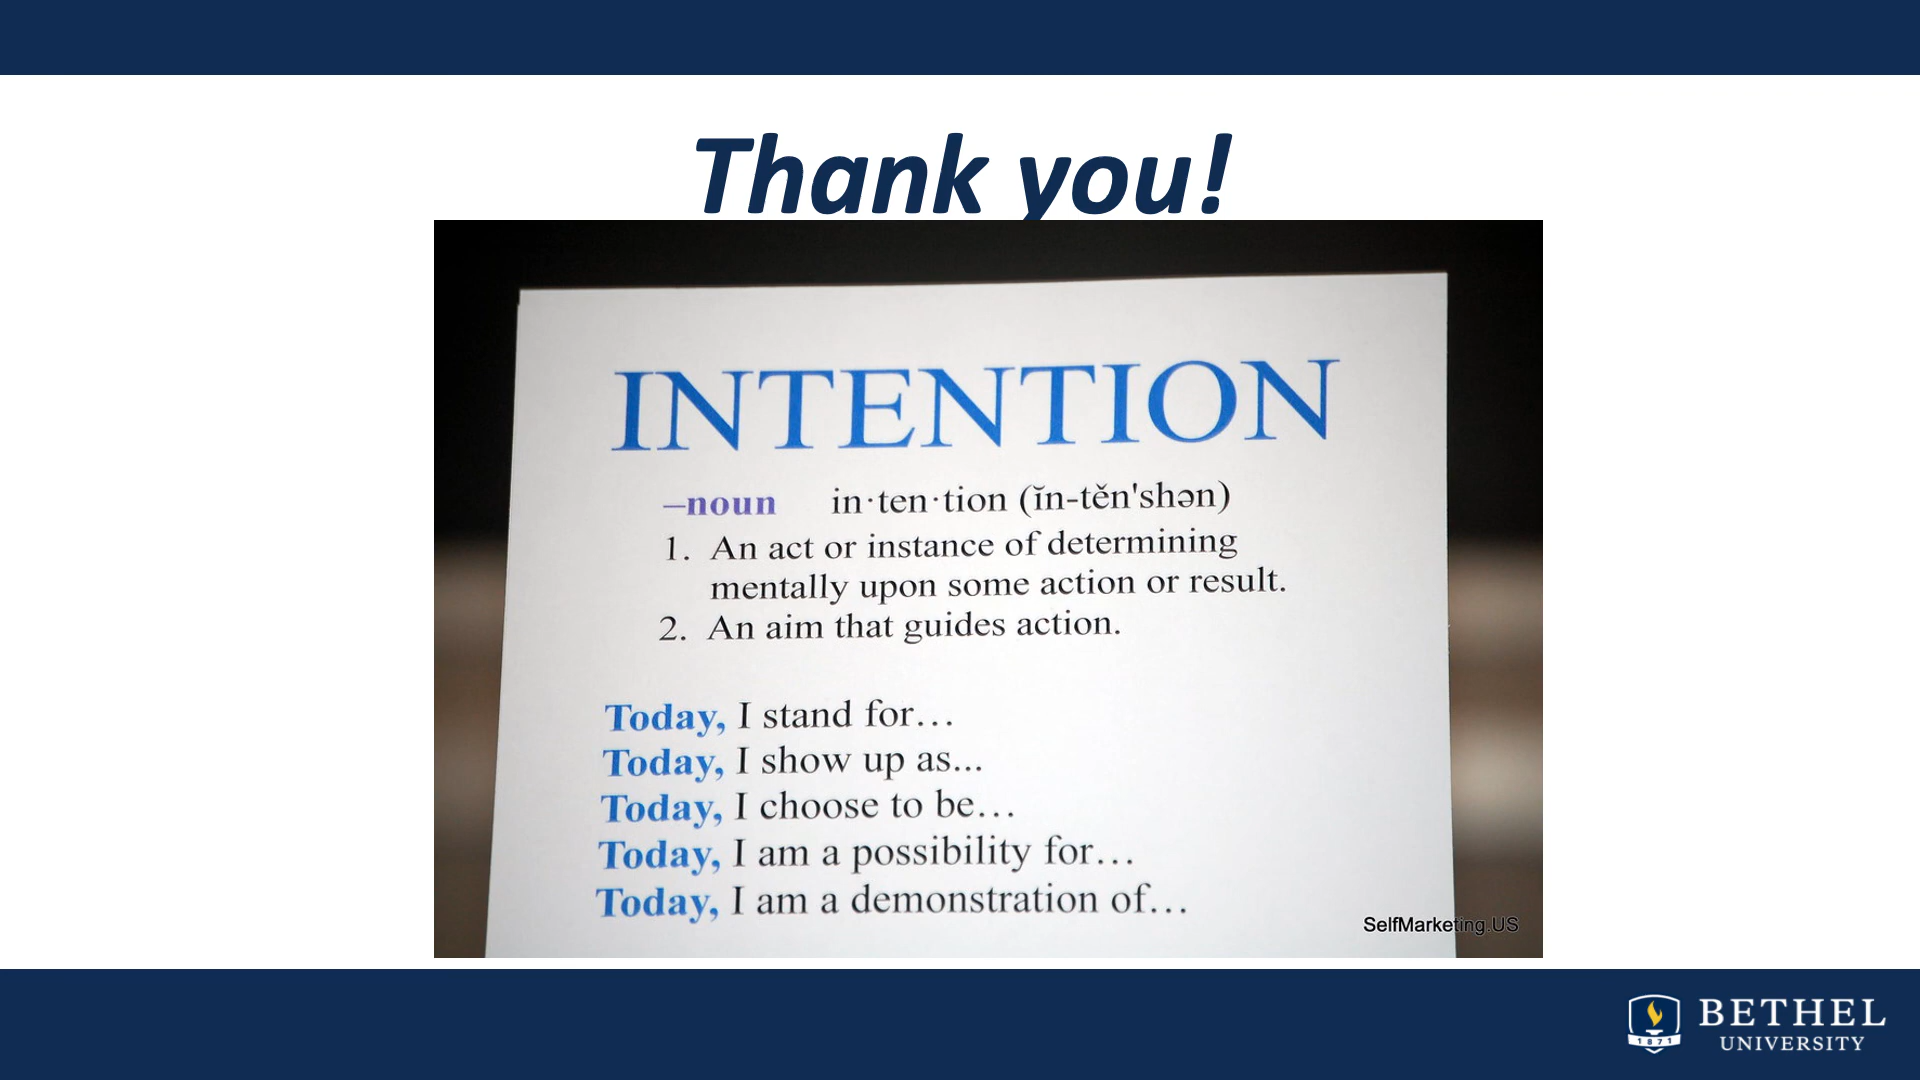 Thank you!
INTENTION
–noun in·ten·tion (ĭn-tĕn'shən)
1. An act or instance of determining
mentally upon some action or result.
2. An aim that guides action.
Today, I stand for…
Today, I show up as...
Today, I choose to be…
Today, I am a possibility for…
Today, I am a demonstration of…
SelfMarketing.US
1871
BETHEL
UNIVERSITY